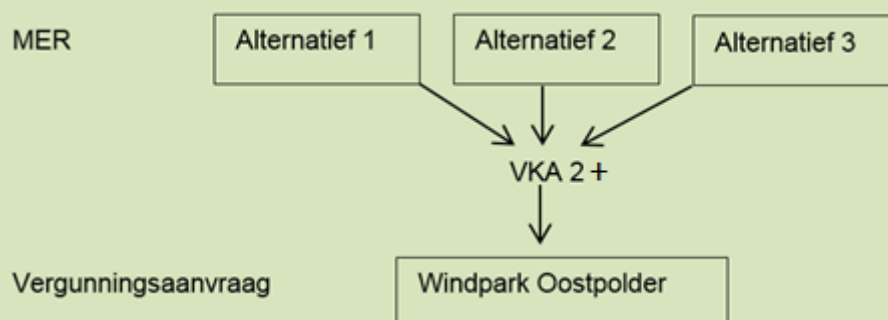 MER
Alternatief 1
Alternatief 2
Alternatief 3
VKA 2+
Vergunningsaanvraag
Windpark Oostpolder